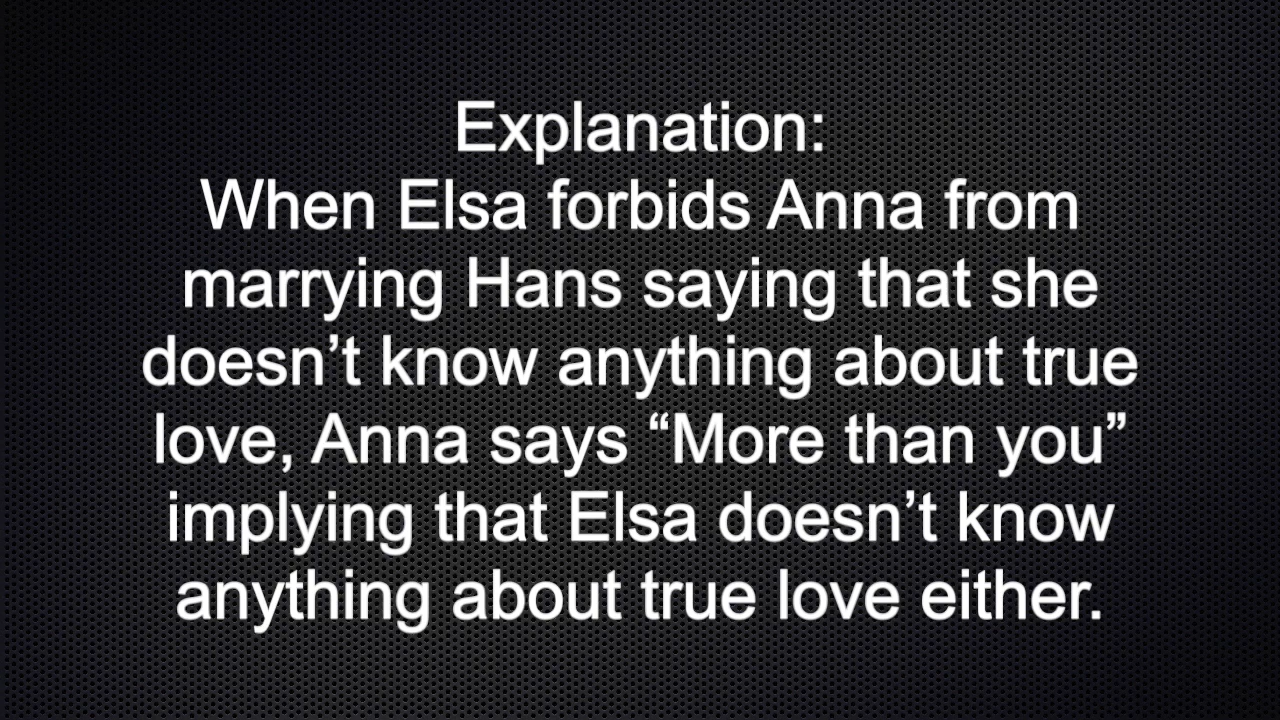 Explanation:
When Elsa forbids Anna from
marrying Hans saying that she
doesn’t know anything about true
love, Anna says “More than you”
implying that Elsa doesn’t know
anything about true love either.